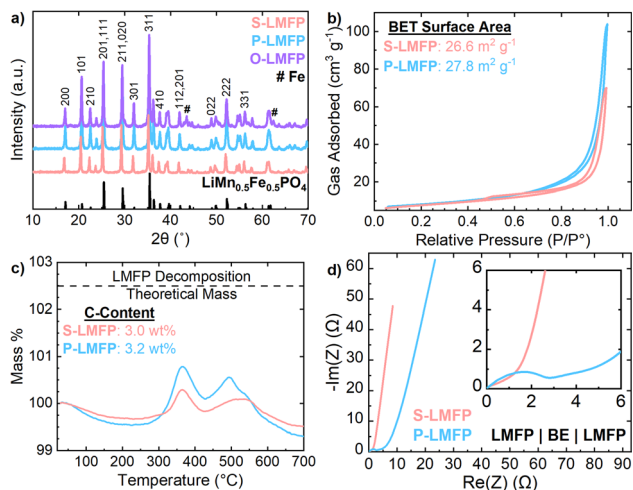 a)
S-LMFP
P-LMFP
O-LMFP
# Fe
200
101
210
201,111
211,020
301
311
410
112,201
#
022
222
331
#
LiMn0.5Fe0.5PO4
Intensity (a.u.)
10 20 30 40 50 60 70
2θ (°)
b)
BET Surface Area
S-LMFP: 26.6 m² g⁻¹
P-LMFP: 27.8 m² g⁻¹
Gas Adsorbed (cm³ g⁻¹)
100
80
60
40
20
0.0 0.2 0.4 0.6 0.8 1.0
Relative Pressure (P/P°)
c)
LMFP Decomposition
Theoretical Mass
C-Content
S-LMFP: 3.0 wt%
P-LMFP: 3.2 wt%
Mass %
103
102
101
100
99
100 200 300 400 500 600 700
Temperature (°C)
d)
-Im(Z) (Ω)
60
50
40
30
20
10
0
6
4
2
0
0 2 4 6
S-LMFP
P-LMFP
LMFP | BE | LMFP
0 10 20 30 40 50 60 70 80 90
Re(Z) (Ω)